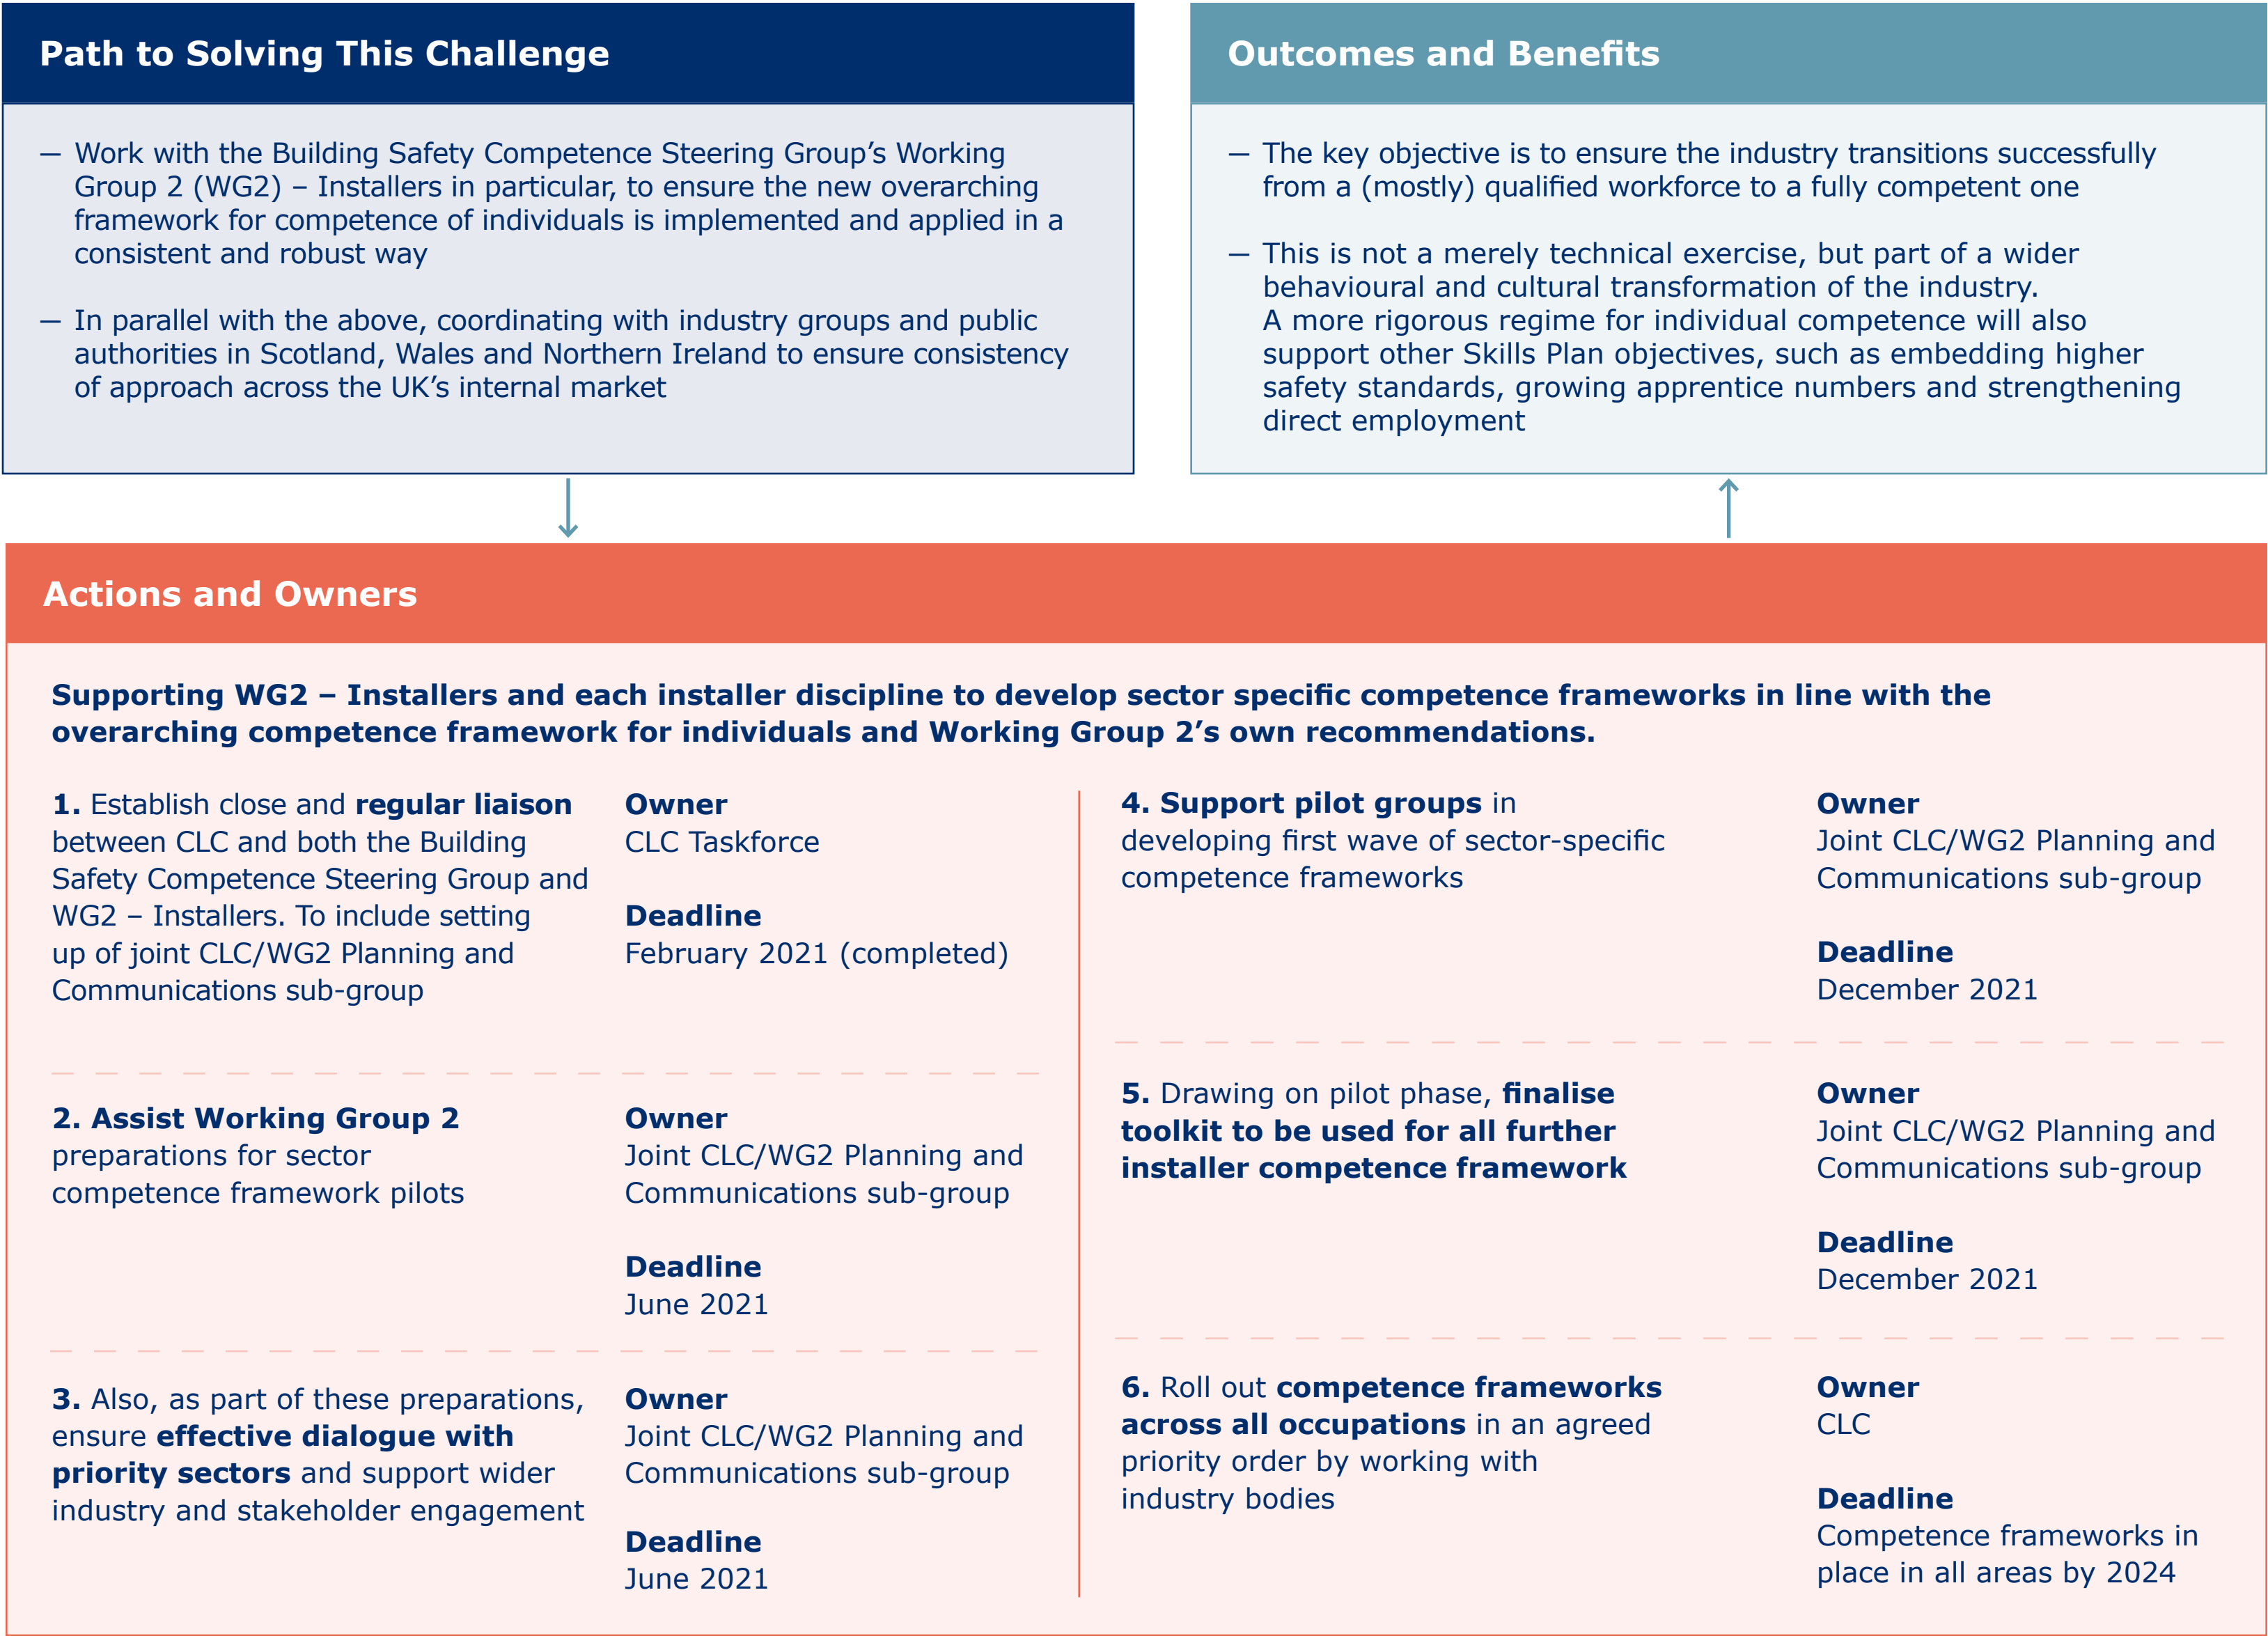 Path to Solving This Challenge
— Work with the Building Safety Competence Steering Group’s Working
Group 2 (WG2) – Installers in particular, to ensure the new overarching
framework for competence of individuals is implemented and applied in a
consistent and robust way
— In parallel with the above, coordinating with industry groups and public
authorities in Scotland, Wales and Northern Ireland to ensure consistency
of approach across the UK’s internal market
Outcomes and Benefits
— The key objective is to ensure the industry transitions successfully
from a (mostly) qualified workforce to a fully competent one
— This is not a merely technical exercise, but part of a wider
behavioural and cultural transformation of the industry.
A more rigorous regime for individual competence will also
support other Skills Plan objectives, such as embedding higher
safety standards, growing apprentice numbers and strengthening
direct employment
Actions and Owners
Supporting WG2 – Installers and each installer discipline to develop sector specific competence frameworks in line with the
overarching competence framework for individuals and Working Group 2’s own recommendations.
1. Establish close and regular liaison
between CLC and both the Building
Safety Competence Steering Group and
WG2 – Installers. To include setting
up of joint CLC/WG2 Planning and
Communications sub-group
Owner
CLC Taskforce
Deadline
February 2021 (completed)
2. Assist Working Group 2
preparations for sector
competence framework pilots
Owner
Joint CLC/WG2 Planning and
Communications sub-group
Deadline
June 2021
3. Also, as part of these preparations,
ensure effective dialogue with
priority sectors and support wider
industry and stakeholder engagement
Owner
Joint CLC/WG2 Planning and
Communications sub-group
Deadline
June 2021
4. Support pilot groups in
developing first wave of sector-specific
competence frameworks
Owner
Joint CLC/WG2 Planning and
Communications sub-group
Deadline
December 2021
5. Drawing on pilot phase, finalise
toolkit to be used for all further
installer competence framework
Owner
Joint CLC/WG2 Planning and
Communications sub-group
Deadline
December 2021
6. Roll out competence frameworks
across all occupations in an agreed
priority order by working with
industry bodies
Owner
CLC
Deadline
Competence frameworks in
place in all areas by 2024